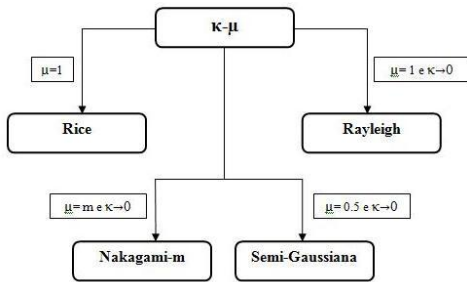 κ-μ
μ=1
μ= 1 e κ→0
Rice
Rayleigh
μ= m e κ→0
μ= 0.5 e κ→0
Nakagami-m
Semi-Gaussiana